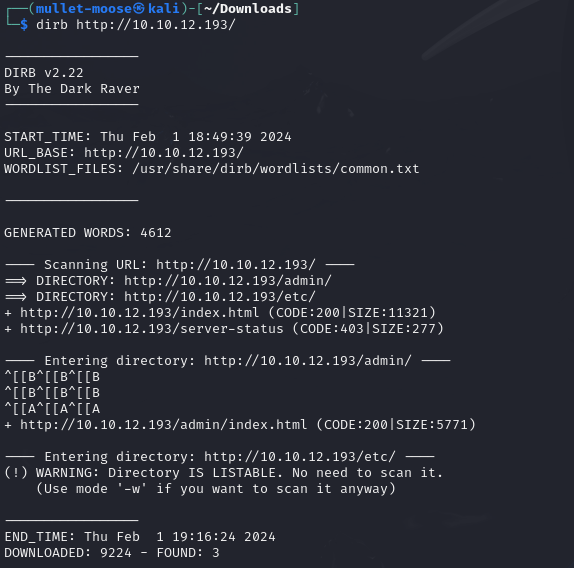 ┌──(mullet-moose㉿kali)-[~/Downloads]
└─$ dirb http://10.10.12.193/
-----------------
DIRB v2.22
By The Dark Raver
-----------------
START_TIME: Thu Feb  1 18:49:39 2024
URL_BASE: http://10.10.12.193/
WORDLIST_FILES: /usr/share/dirb/wordlists/common.txt
-----------------
GENERATED WORDS: 4612
---- Scanning URL: http://10.10.12.193/ ----
==> DIRECTORY: http://10.10.12.193/admin/
==> DIRECTORY: http://10.10.12.193/etc/
+ http://10.10.12.193/index.html (CODE:200|SIZE:11321)
+ http://10.10.12.193/server-status (CODE:403|SIZE:277)
---- Entering directory: http://10.10.12.193/admin/ ----
^[[B^[[B^[[B
^[[B^[[B^[[B
^[[A^[[A^[[A
+ http://10.10.12.193/admin/index.html (CODE:200|SIZE:5771)
---- Entering directory: http://10.10.12.193/etc/ ----
(!) WARNING: Directory IS LISTABLE. No need to scan it.
    (Use mode '-w' if you want to scan it anyway)
-----------------
END_TIME: Thu Feb  1 19:16:24 2024
DOWNLOADED: 9224 - FOUND: 3